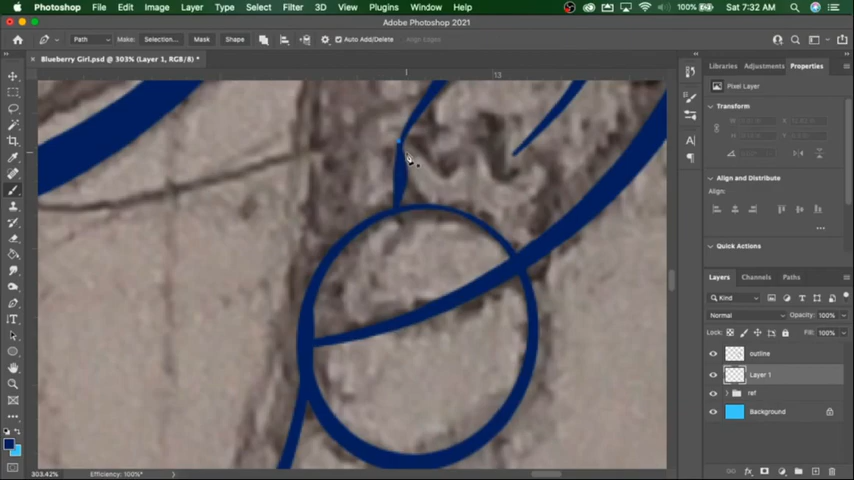 Photoshop File Edit Image Layer Type Select Filter 3D View Plugins Window Help 100% Sat 7:32 AM
Adobe Photoshop 2021
Path Make: Selection... Mask Shape Auto Add/Delete Align Edges
× Blueberry Girl.psd @ 303% (Layer 1, RGB/8) *
13
Libraries Adjustments Properties
Pixel Layer
Transform
Align and Distribute
Align:
Quick Actions
Layers Channels Paths
Kind
Normal Opacity: 100%
Lock: Fill: 100%
outline
Layer 1
ref
Background
303.42% Efficiency: 100%*